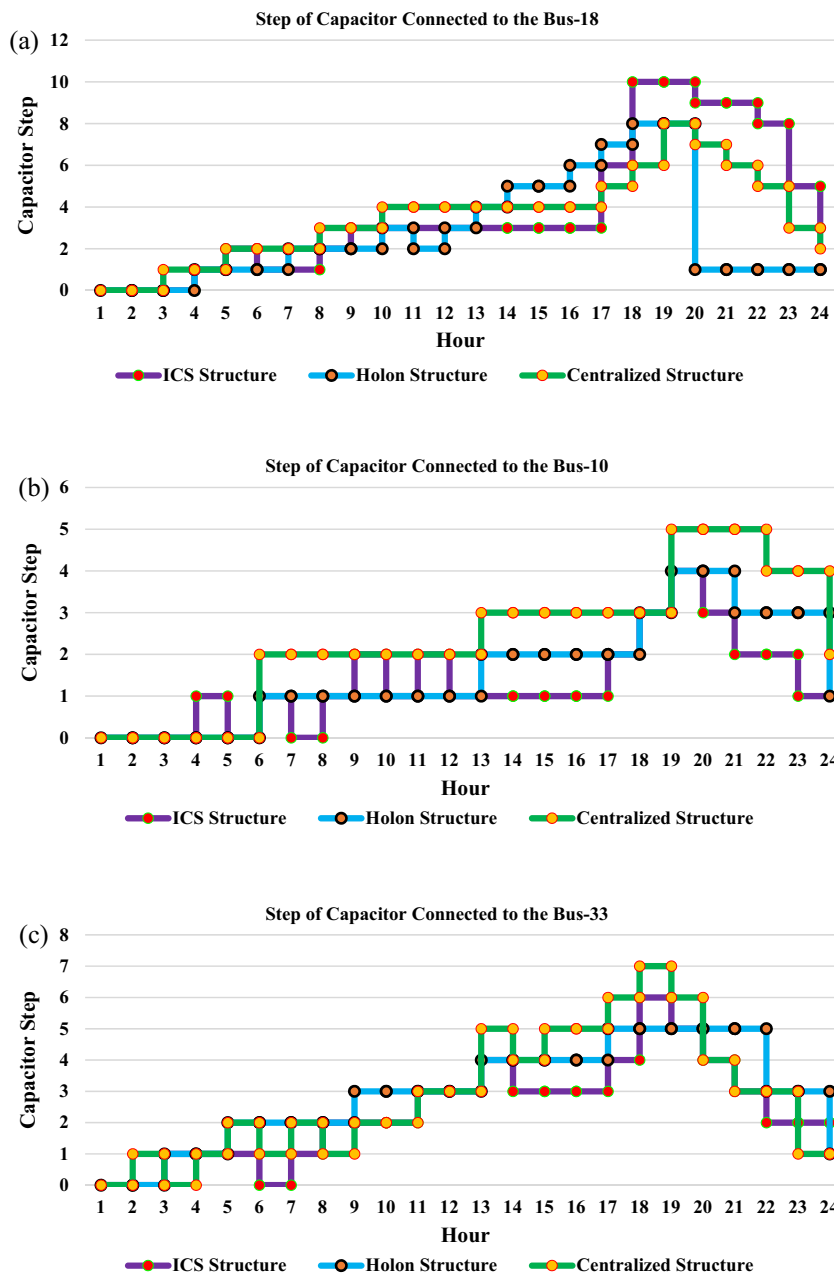 Step of Capacitor Connected to the Bus-18
(a)
12
10
8
6
4
2
0
Capacitor Step
1 2 3 4 5 6 7 8 9 10 11 12 13 14 15 16 17 18 19 20 21 22 23 24
Hour
ICS Structure Holon Structure Centralized Structure
Step of Capacitor Connected to the Bus-10
(b)
6
5
4
3
2
1
0
Capacitor Step
1 2 3 4 5 6 7 8 9 10 11 12 13 14 15 16 17 18 19 20 21 22 23 24
Hour
ICS Structure Holon Structure Centralized Structure
Step of Capacitor Connected to the Bus-33
(c)
8
7
6
5
4
3
2
1
0
Capacitor Step
1 2 3 4 5 6 7 8 9 10 11 12 13 14 15 16 17 18 19 20 21 22 23 24
Hour
ICS Structure Holon Structure Centralized Structure